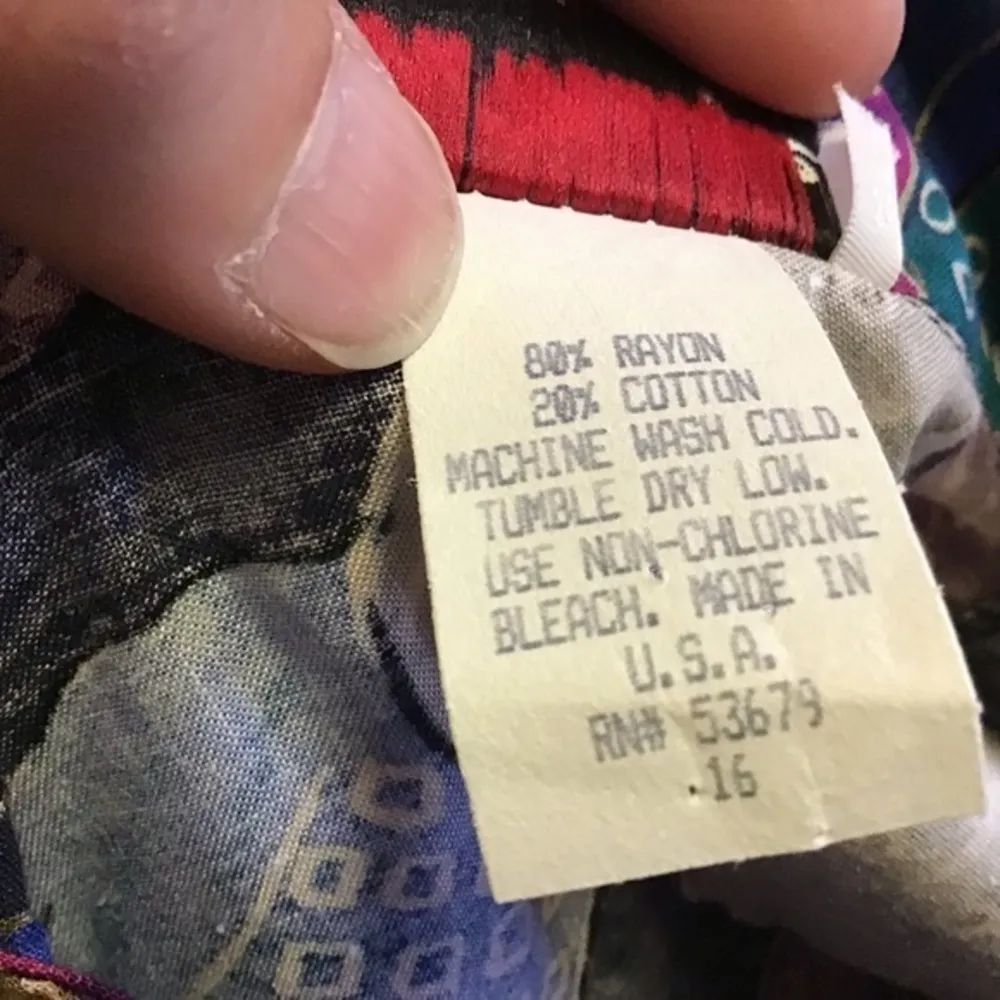 80% RAYON
20% COTTON
MACHINE WASH COLD.
TUMBLE DRY LOW.
USE NON-CHLORINE
BLEACH. MADE IN
U.S.A.
RN# 53679
.16